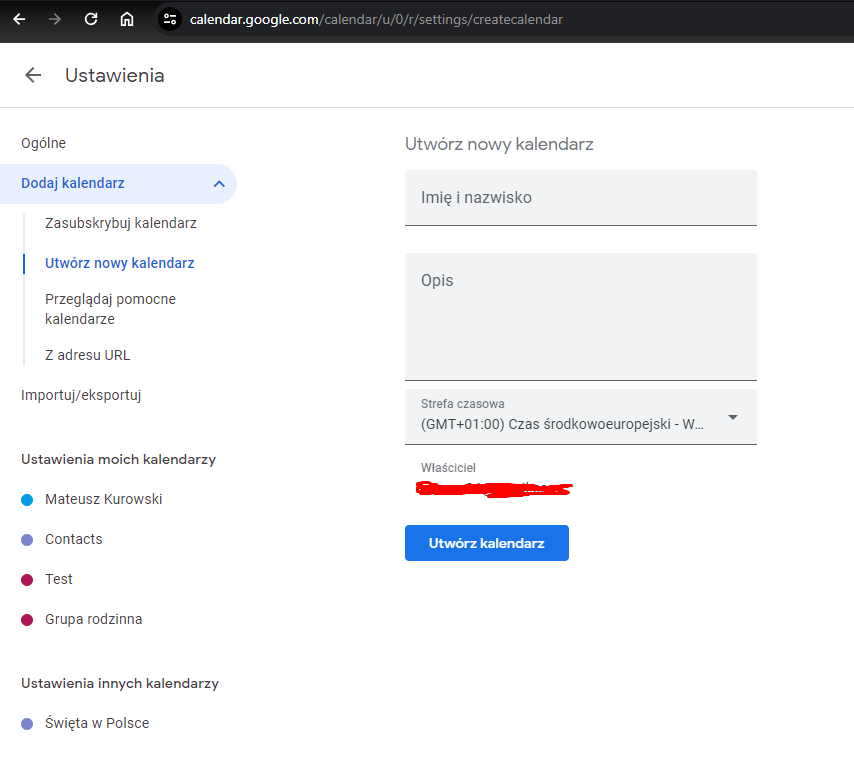 calendar.google.com/calendar/u/0/r/settings/createcalendar
Ustawienia
Ogólne
Dodaj kalendarz
Zasubskrybuj kalendarz
Utwórz nowy kalendarz
Przeglądaj pomocne
kalendarze
Z adresu URL
Importuj/eksportuj
Ustawienia moich kalendarzy
Mateusz Kurowski
Contacts
Test
Grupa rodzinna
Ustawienia innych kalendarzy
Święta w Polsce
Utwórz nowy kalendarz
Imię i nazwisko
Opis
Strefa czasowa
(GMT+01:00) Czas środkowoeuropejski - W...
Właściciel
Utwórz kalendarz